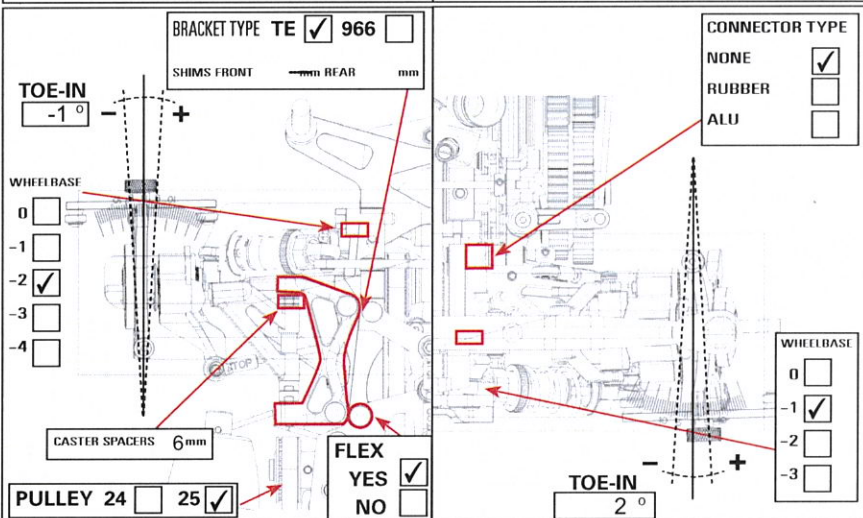 BRACKET TYPE TE ✓ 966
SHIMS FRONT mm REAR mm
TOE-IN
-1 °
- +
WHEELBASE
0
-1
-2 ✓
-3
-4
STOP
CASTER SPACERS 6mm
PULLEY 24 25 ✓
FLEX
YES ✓
NO
CONNECTOR TYPE
NONE ✓
RUBBER
ALU
WHEELBASE
0
-1 ✓
-2
-3
- +
TOE-IN
2 °